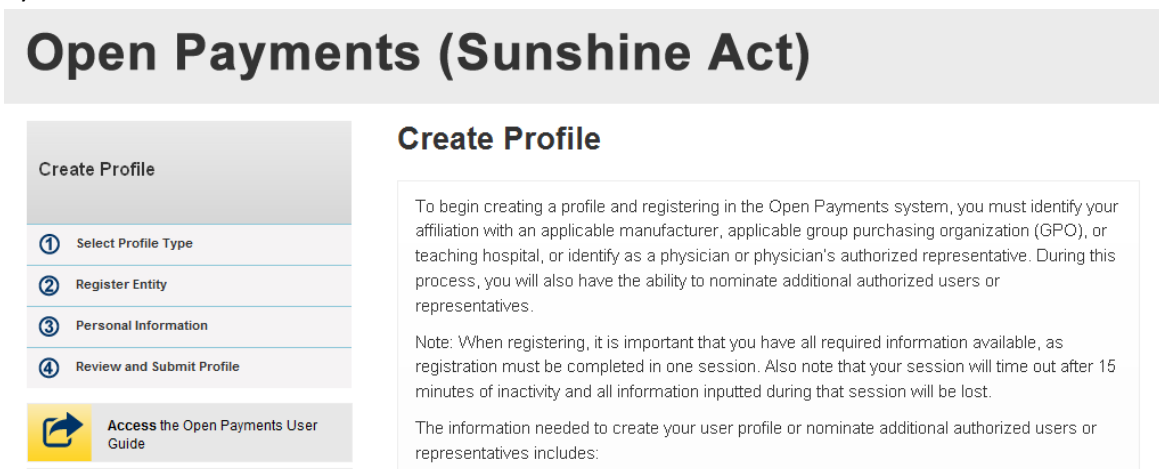 Open Payments (Sunshine Act)
Create Profile
1 Select Profile Type
2 Register Entity
3 Personal Information
4 Review and Submit Profile
Access the Open Payments User
Guide
Create Profile
To begin creating a profile and registering in the Open Payments system, you must identify your
affiliation with an applicable manufacturer, applicable group purchasing organization (GPO), or
teaching hospital, or identify as a physician or physician's authorized representative. During this
process, you will also have the ability to nominate additional authorized users or
representatives.
Note: When registering, it is important that you have all required information available, as
registration must be completed in one session. Also note that your session will time out after 15
minutes of inactivity and all information inputted during that session will be lost.
The information needed to create your user profile or nominate additional authorized users or
representatives includes: